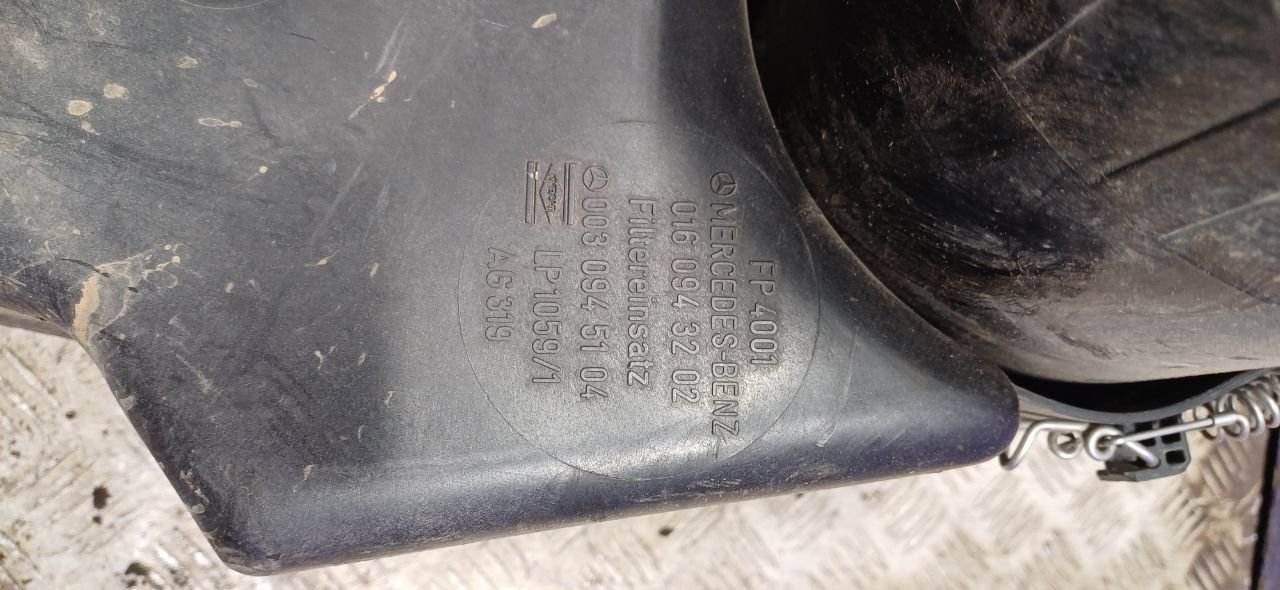 FP 4001
MERCEDES-BENZ
016 094 32 02
Filtereinsatz
003 094 51 04
LP 1059/1
AG 319